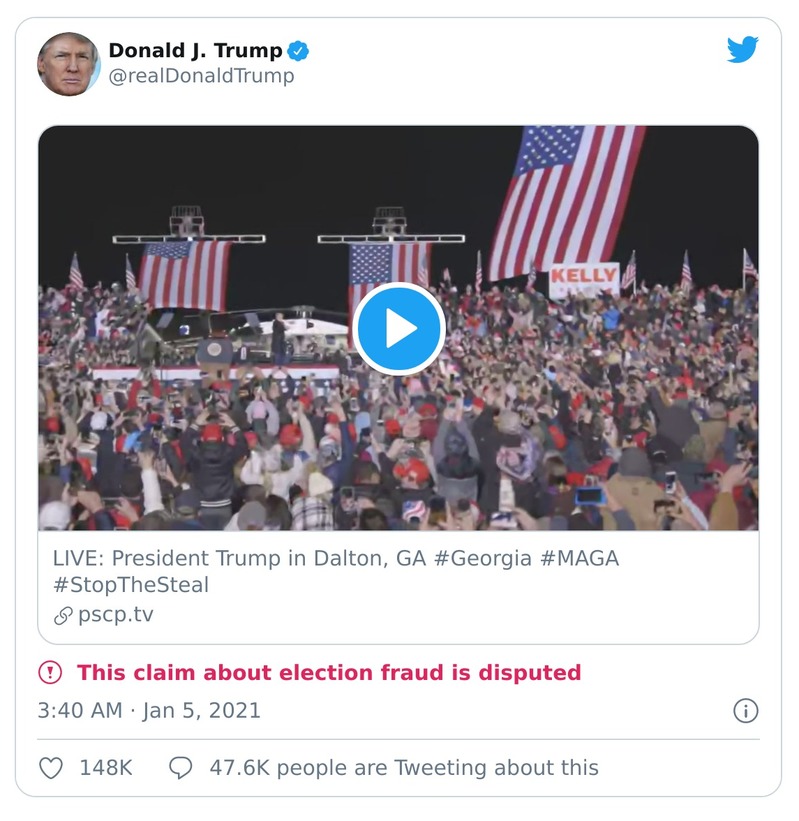 Donald J. Trump
@realDonaldTrump
KELLY
LIVE: President Trump in Dalton, GA #Georgia #MAGA
#StopTheSteal
pscp.tv
This claim about election fraud is disputed
3:40 AM · Jan 5, 2021
148K
47.6K people are Tweeting about this